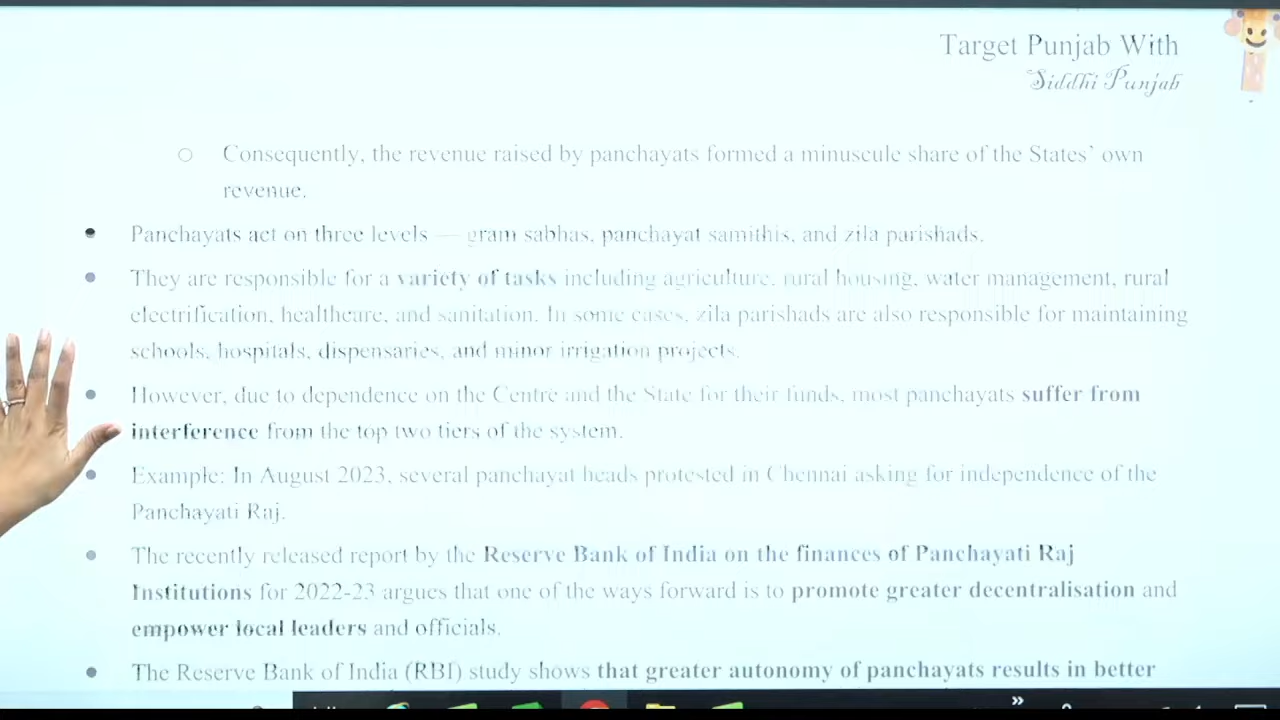 Target Punjab With
Siddhi Punjab
○ Consequently, the revenue raised by panchayats formed a minuscule share of the States' own
revenue.
• Panchayats act on three levels — gram sabhas, panchayat samithis, and zila parishads.
• They are responsible for a variety of tasks including agriculture, rural housing, water management, rural
electrification, healthcare, and sanitation. In some cases, zila parishads are also responsible for maintaining
schools, hospitals, dispensaries, and minor irrigation projects.
• However, due to dependence on the Centre and the State for their funds, most panchayats suffer from
interference from the top two tiers of the system.
• Example: In August 2023, several panchayat heads protested in Chennai asking for independence of the
Panchayati Raj.
• The recently released report by the Reserve Bank of India on the finances of Panchayati Raj
Institutions for 2022-23 argues that one of the ways forward is to promote greater decentralisation and
empower local leaders and officials.
• The Reserve Bank of India (RBI) study shows that greater autonomy of panchayats results in better